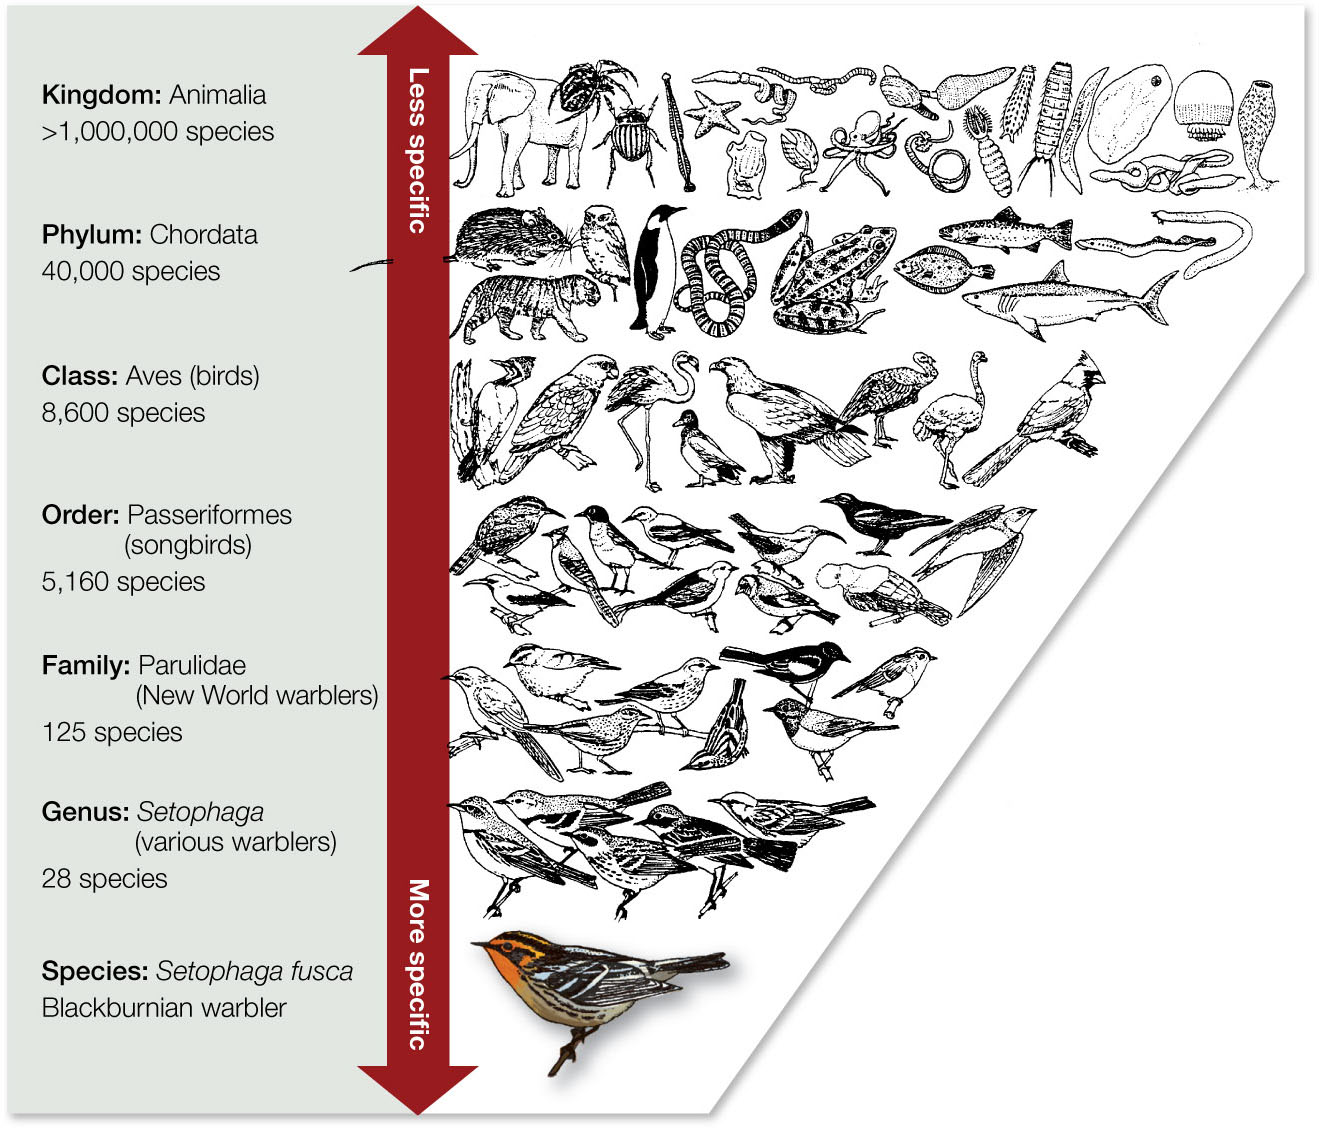 Kingdom: Animalia
>1,000,000 species
Phylum: Chordata
40,000 species
Class: Aves (birds)
8,600 species
Order: Passeriformes
(songbirds)
5,160 species
Family: Parulidae
(New World warblers)
125 species
Genus: Setophaga
(various warblers)
28 species
Species: Setophaga fusca
Blackburnian warbler
Less specific
More specific